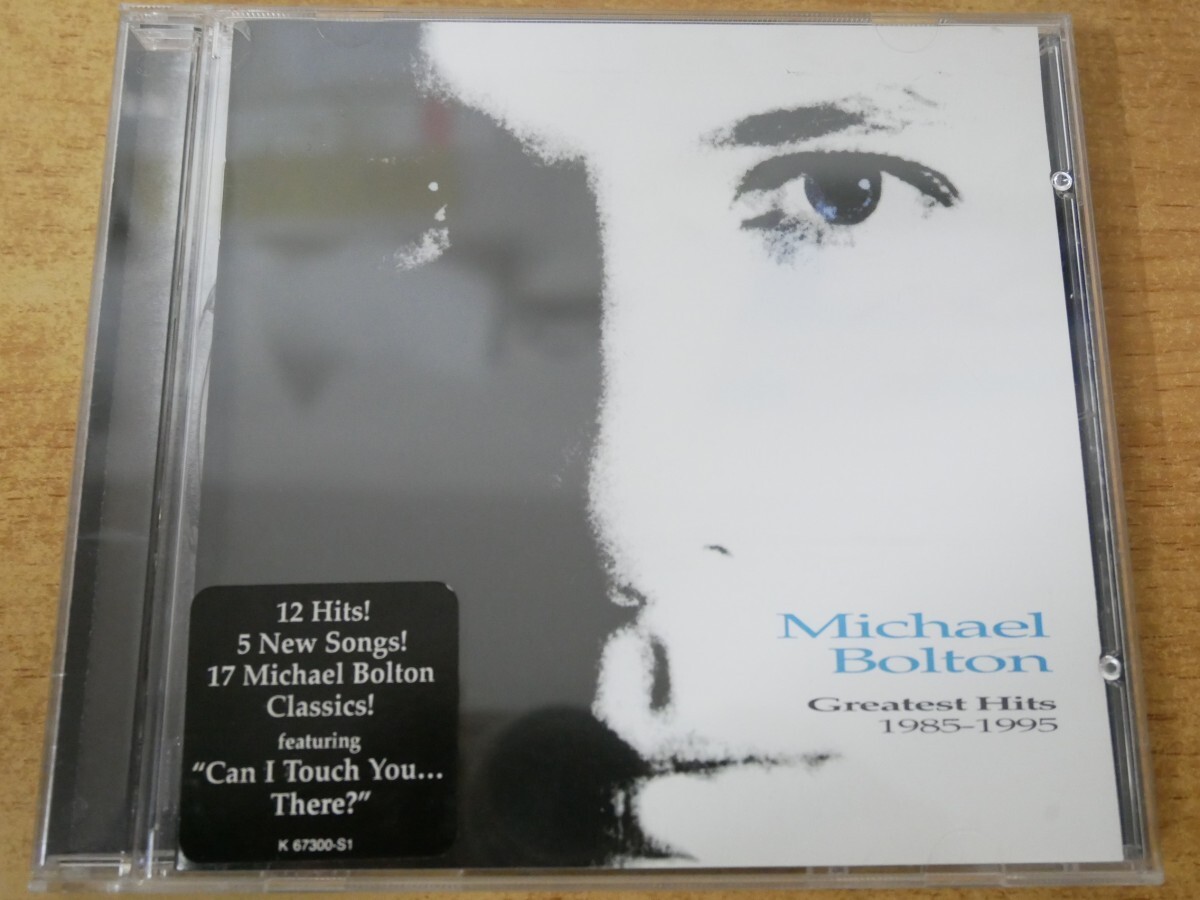 12 Hits!
5 New Songs!
17 Michael Bolton
Classics!
featuring
“Can I Touch You...
There?”
K 67300-S1
Michael
Bolton
Greatest Hits
1985-1995